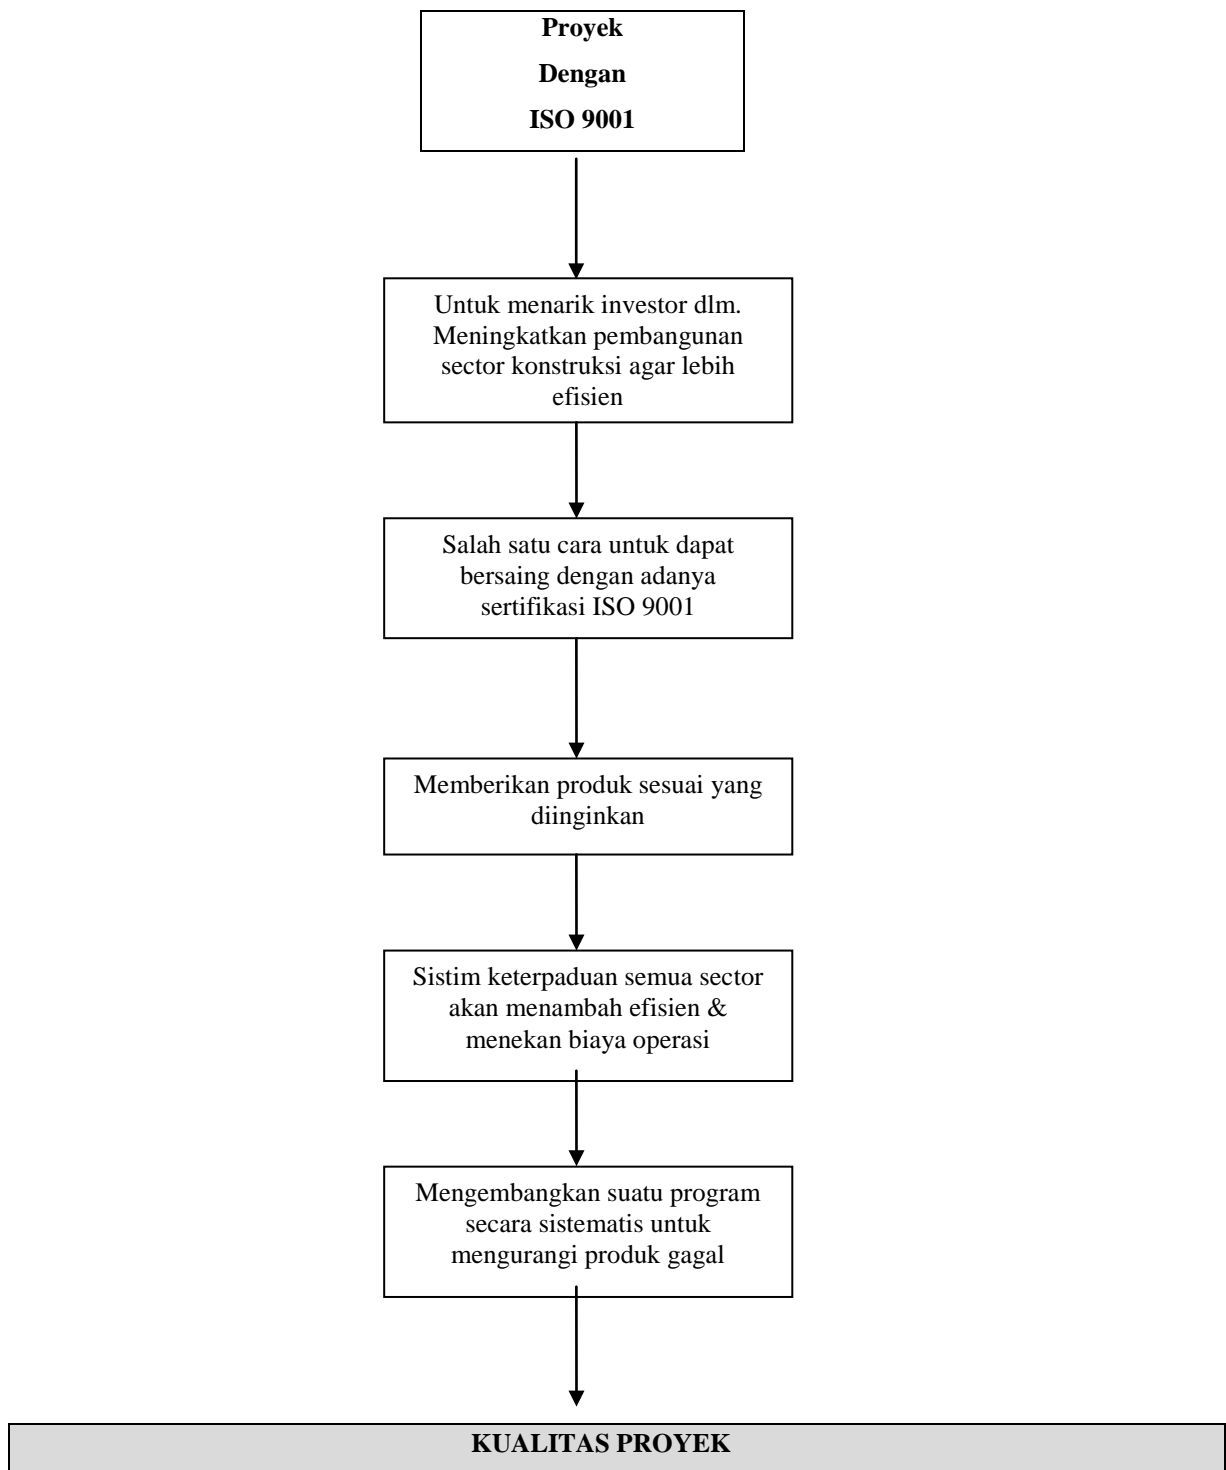 Proyek
Dengan
ISO 9001
Untuk menarik investor dlm.
Meningkatkan pembangunan
sector konstruksi agar lebih
efisien
Salah satu cara untuk dapat
bersaing dengan adanya
sertifikasi ISO 9001
Memberikan produk sesuai yang
diinginkan
Sistim keterpaduan semua sector
akan menambah efisien &
menekan biaya operasi
Mengembangkan suatu program
secara sistematis untuk
mengurangi produk gagal
KUALITAS PROYEK